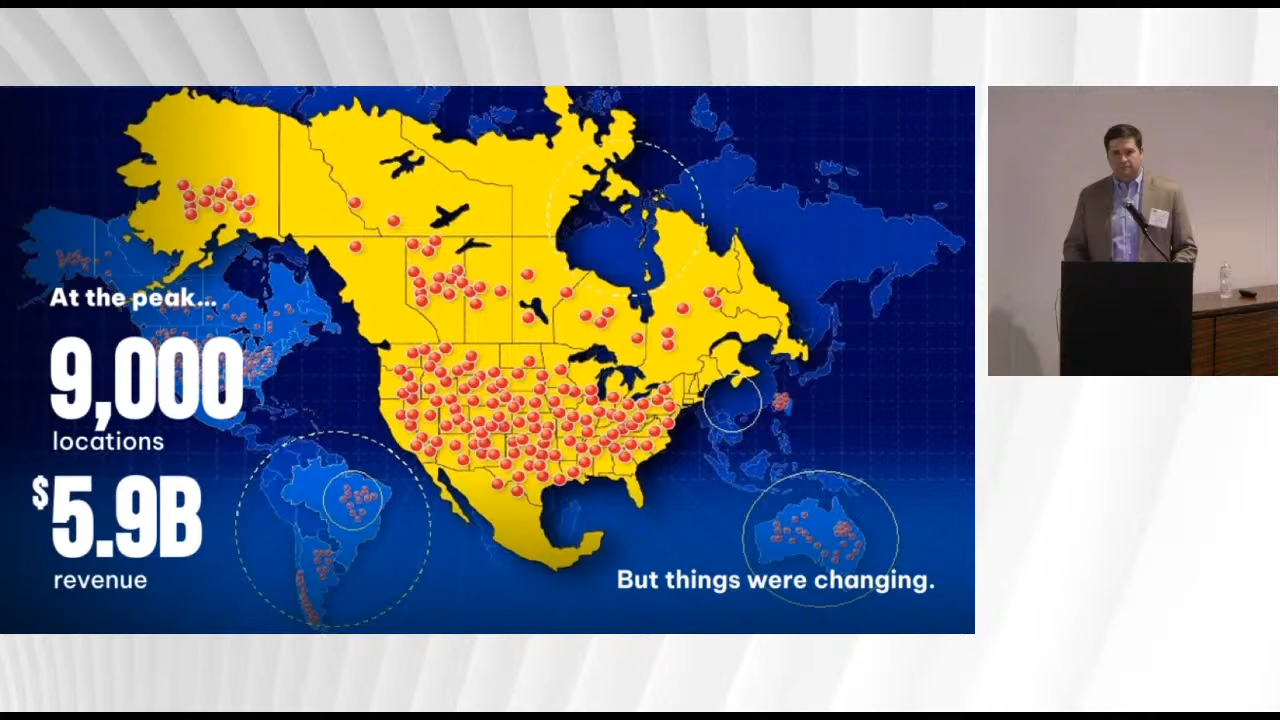 At the peak...
9,000
locations
$5.9B
revenue
But things were changing.